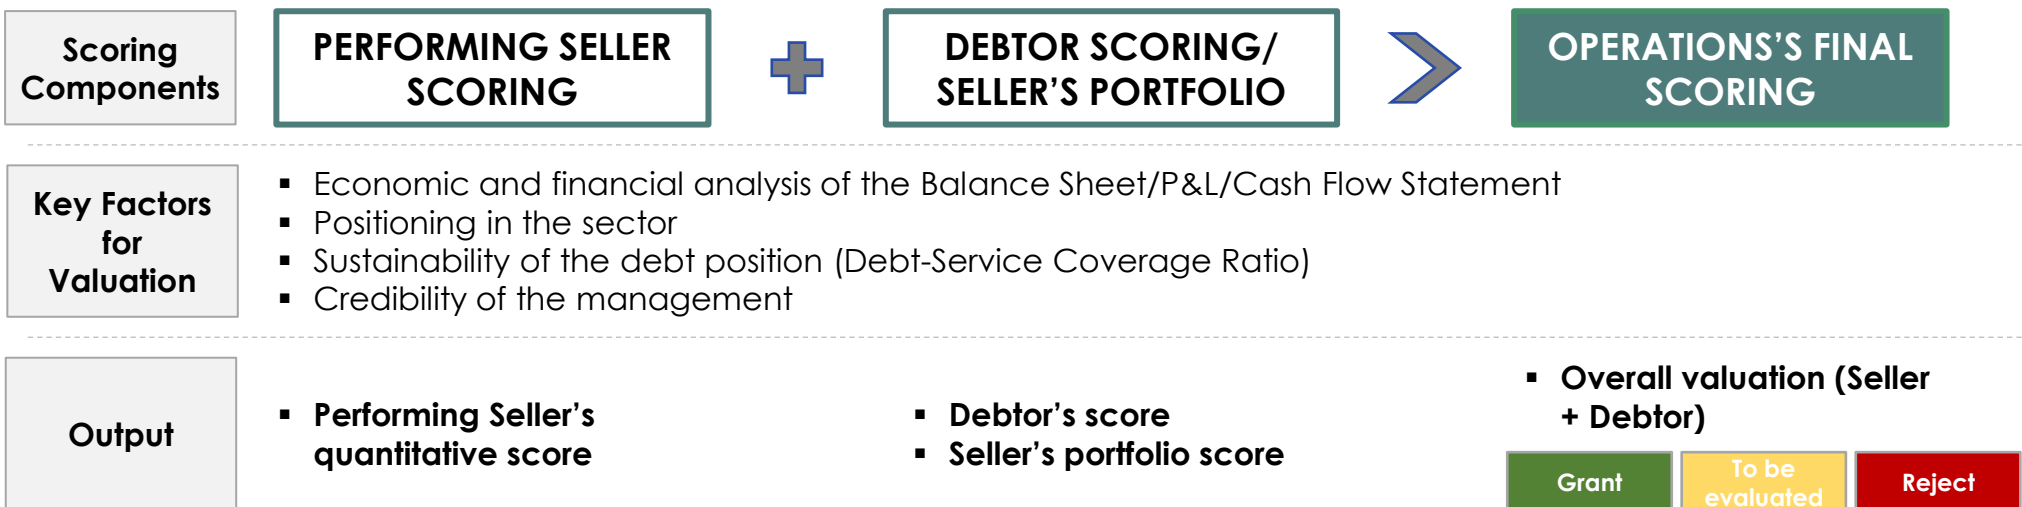 Scoring
Components
PERFORMING SELLER
SCORING
DEBTOR SCORING/
SELLER’S PORTFOLIO
OPERATIONS’S FINAL
SCORING
Key Factors
for
Valuation
▪ Economic and financial analysis of the Balance Sheet/P&L/Cash Flow Statement
▪ Positioning in the sector
▪ Sustainability of the debt position (Debt-Service Coverage Ratio)
▪ Credibility of the management
Output
▪ Performing Seller’s
quantitative score
▪ Debtor’s score
▪ Seller’s portfolio score
▪ Overall valuation (Seller
+ Debtor)
Grant
To be
evaluated
Reject